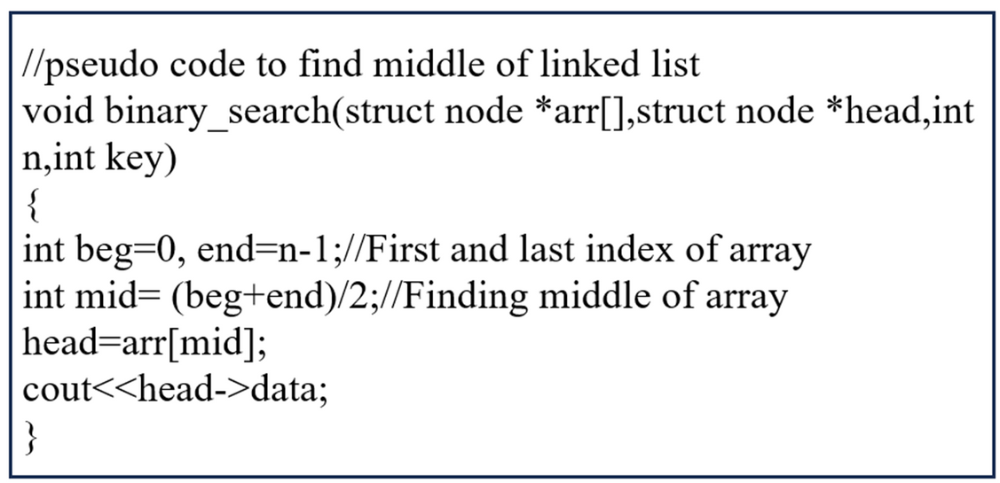 //pseudo code to find middle of linked list
void binary_search(struct node *arr[],struct node *head,int
n,int key)
{
int beg=0, end=n-1;//First and last index of array
int mid= (beg+end)/2;//Finding middle of array
head=arr[mid];
cout<<head->data;
}